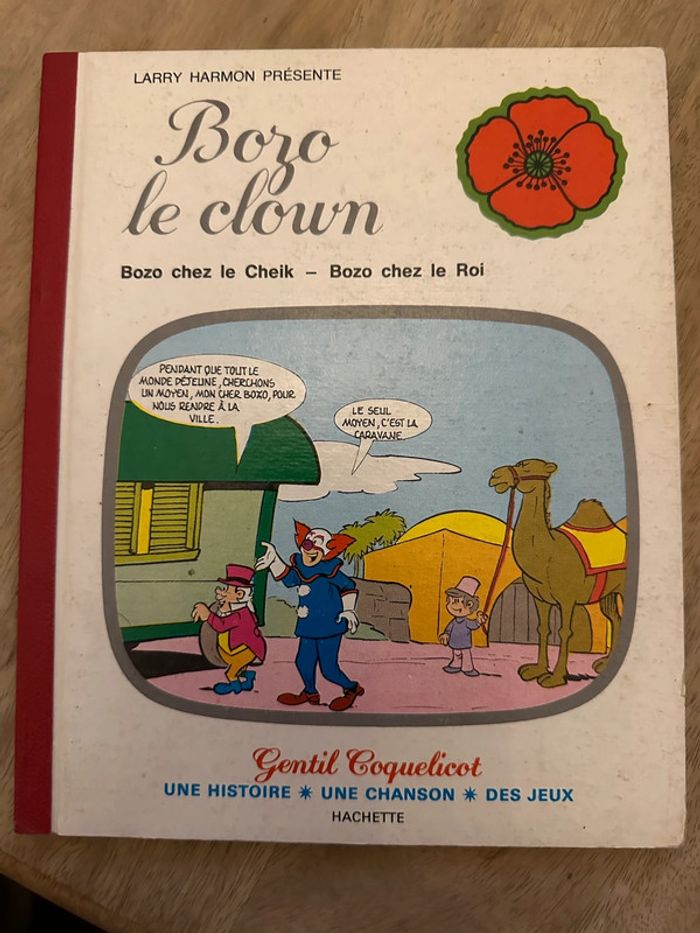 LARRY HARMON PRÉSENTE
Bozo
le clown
Bozo chez le Cheik – Bozo chez le Roi
PENDANT QUE TOUT LE
MONDE DÉJEUNE, CHERCHONS
UN MOYEN, MON CHER BOZO, POUR
NOUS RENDRE À LA
VILLE.
LE SEUL
MOYEN, C'EST LA
CARAVANE.
Gentil Coquelicot
UNE HISTOIRE * UNE CHANSON * DES JEUX
HACHETTE